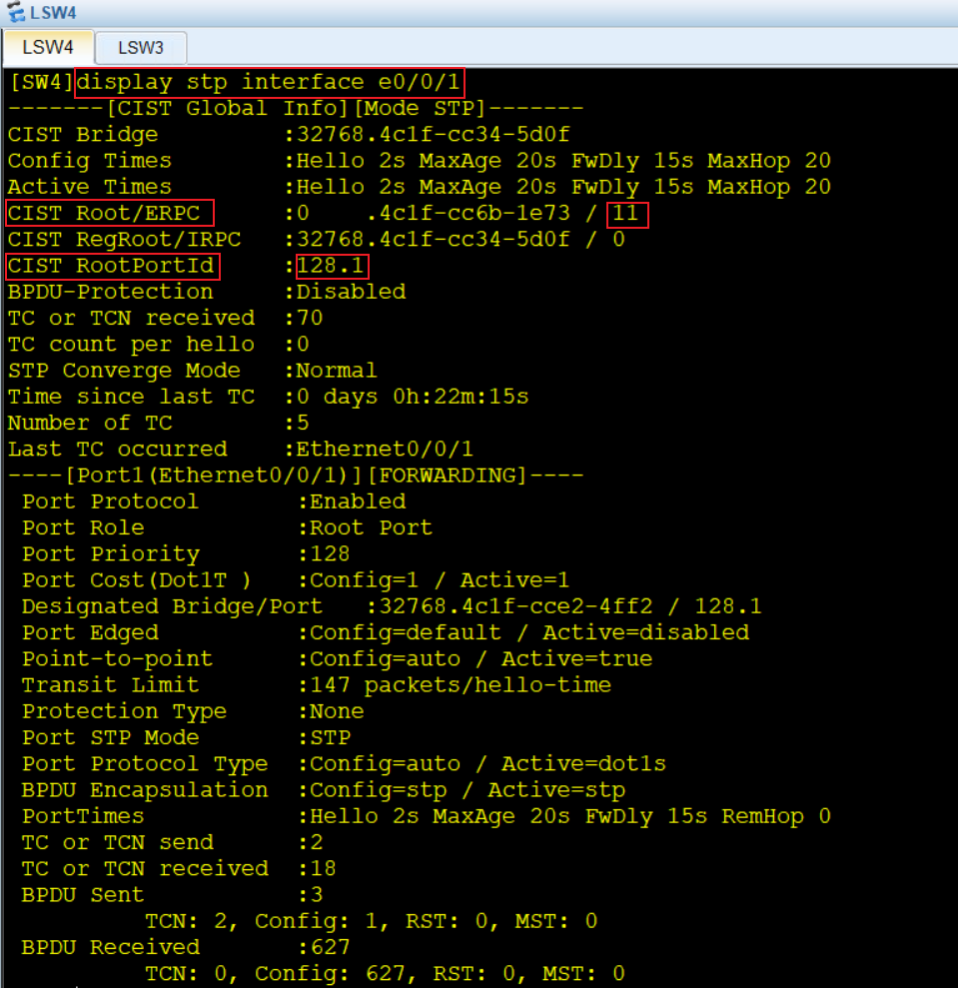 LSW4
LSW4 LSW3
[SW4]display stp interface e0/0/1
-------[CIST Global Info][Mode STP]-------
CIST Bridge         :32768.4c1f-cc34-5d0f
Config Times        :Hello 2s MaxAge 20s FwDly 15s MaxHop 20
Active Times        :Hello 2s MaxAge 20s FwDly 15s MaxHop 20
CIST Root/ERPC      :0    .4c1f-cc6b-1e73 / 11
CIST RegRoot/IRPC   :32768.4c1f-cc34-5d0f / 0
CIST RootPortId     :128.1
BPDU-Protection     :Disabled
TC or TCN received  :70
TC count per hello  :0
STP Converge Mode   :Normal
Time since last TC  :0 days 0h:22m:15s
Number of TC        :5
Last TC occurred    :Ethernet0/0/1
----[Port1(Ethernet0/0/1)][FORWARDING]----
 Port Protocol       :Enabled
 Port Role           :Root Port
 Port Priority       :128
 Port Cost(Dot1T )   :Config=1 / Active=1
 Designated Bridge/Port   :32768.4c1f-cce2-4ff2 / 128.1
 Port Edged          :Config=default / Active=disabled
 Point-to-point      :Config=auto / Active=true
 Transit Limit       :147 packets/hello-time
 Protection Type     :None
 Port STP Mode       :STP
 Port Protocol Type  :Config=auto / Active=dot1s
 BPDU Encapsulation  :Config=stp / Active=stp
 PortTimes           :Hello 2s MaxAge 20s FwDly 15s RemHop 0
 TC or TCN send      :2
 TC or TCN received  :18
 BPDU Sent           :3
          TCN: 2, Config: 1, RST: 0, MST: 0
 BPDU Received       :627
          TCN: 0, Config: 627, RST: 0, MST: 0